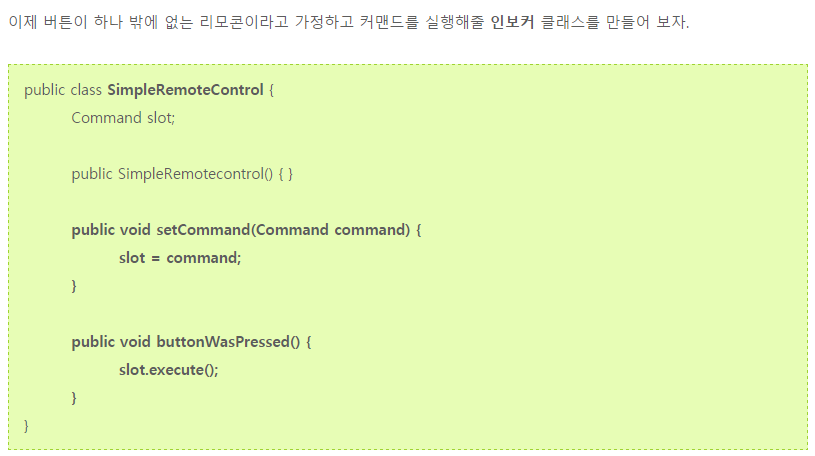 이제 버튼이 하나 밖에 없는 리모콘이라고 가정하고 커맨드를 실행해줄 인보커 클래스를 만들어 보자.
public class SimpleRemoteControl {
Command slot;
public SimpleRemotecontrol() { }
public void setCommand(Command command) {
slot = command;
}
public void buttonWasPressed() {
slot.execute();
}
}